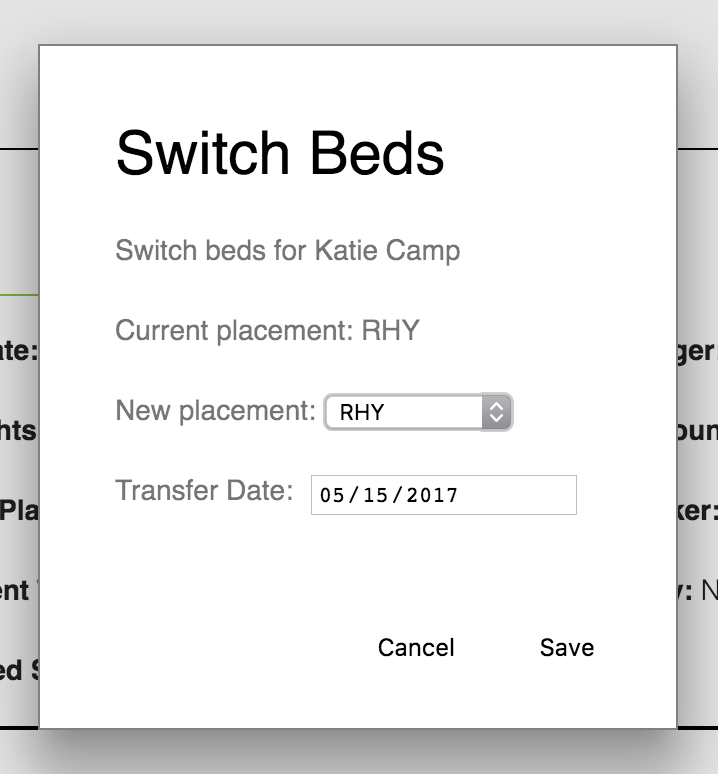 Switch Beds
Switch beds for Katie Camp
Current placement: RHY
ate:
ger:
New placement: RHY
hts
oun
Transfer Date: 05/15/2017
Pla
ker:
ent
y: N
Cancel Save
ed S